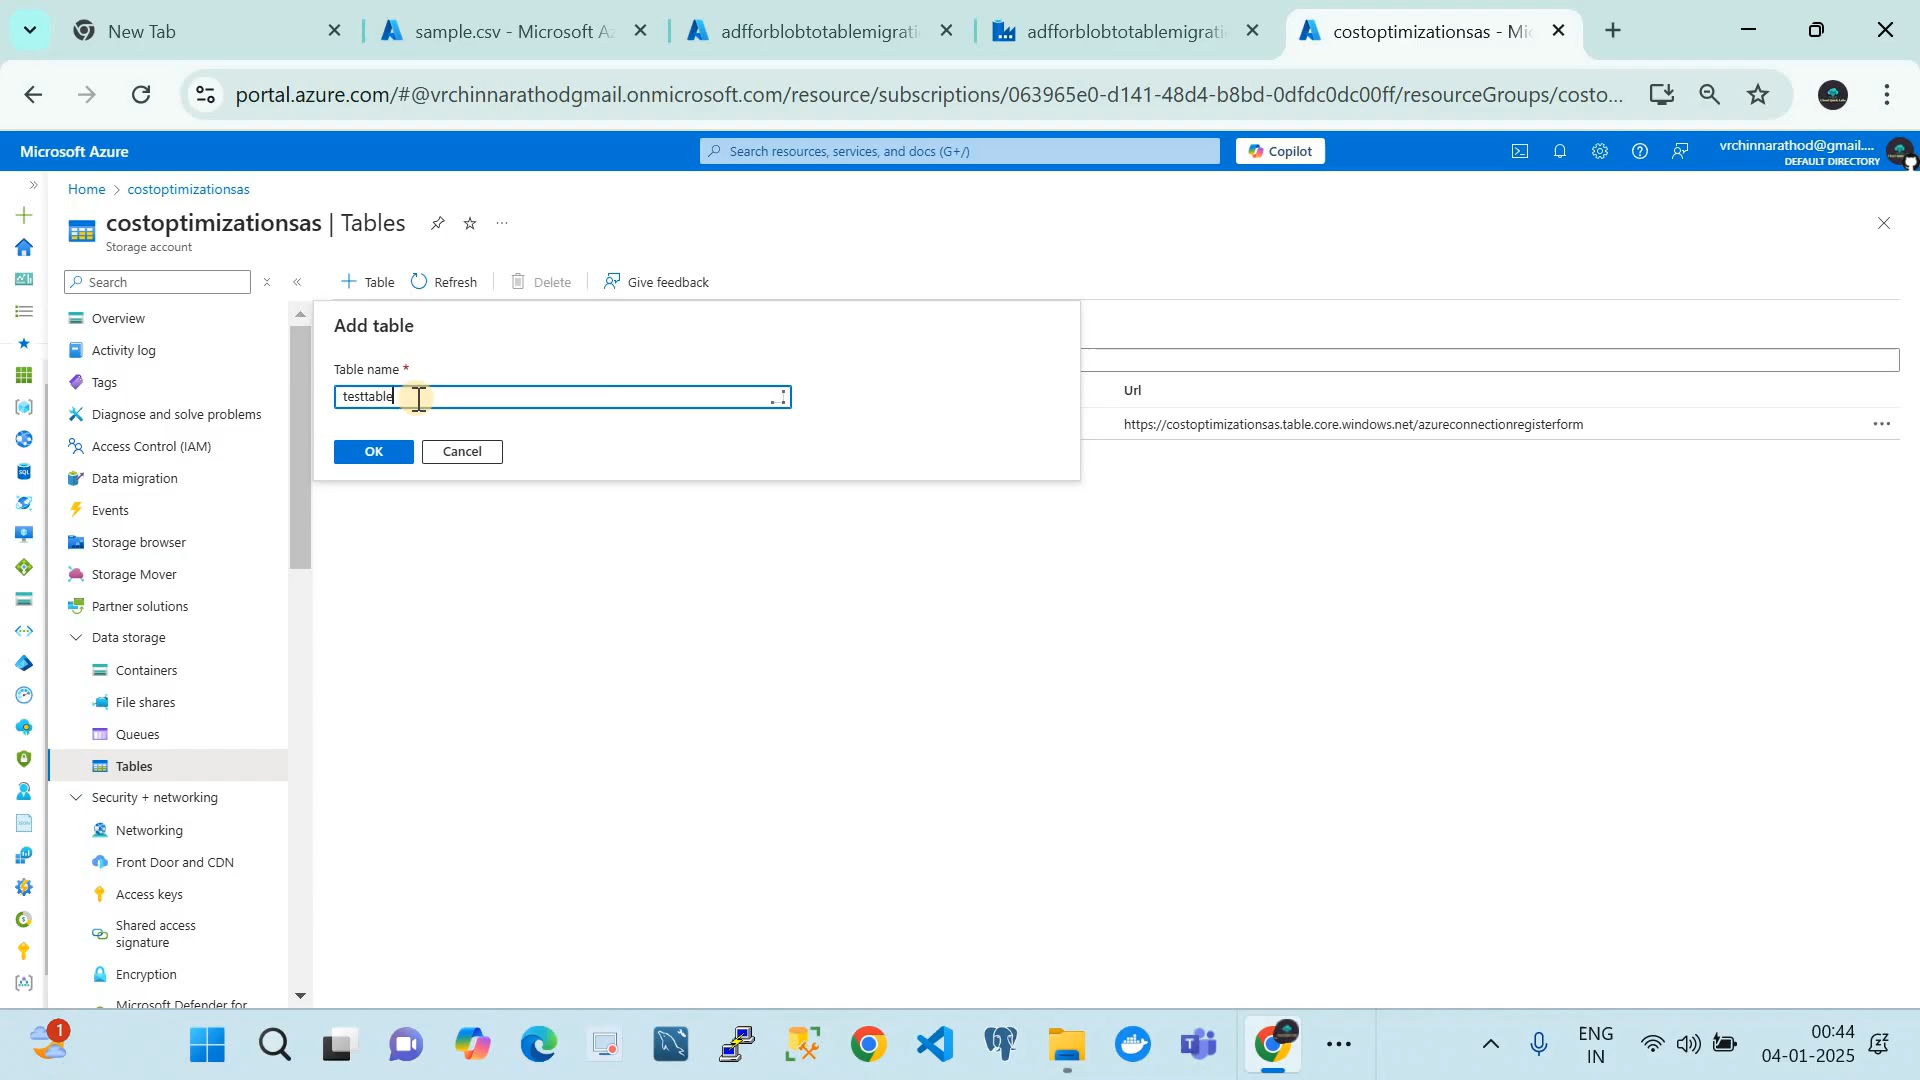 New Tab
sample.csv - Microsoft Az
adfforblobtotablemigrati
adfforblobtotablemigrati
costoptimizationsas - Mi
portal.azure.com/#@vrchinnarathodgmail.onmicrosoft.com/resource/subscriptions/063965e0-d141-48d4-b8bd-0dfdc0dc00ff/resourceGroups/costo...
Microsoft Azure
Search resources, services, and docs (G+/)
Copilot
vrchinnarathod@gmail....
DEFAULT DIRECTORY
Home > costoptimizationsas
costoptimizationsas | Tables
Storage account
Search
Table
Refresh
Delete
Give feedback
Overview
Activity log
Tags
Diagnose and solve problems
Access Control (IAM)
Data migration
Events
Storage browser
Storage Mover
Partner solutions
Data storage
Containers
File shares
Queues
Tables
Security + networking
Networking
Front Door and CDN
Access keys
Shared access
signature
Encryption
Microsoft Defender for
Add table
Table name *
testtable
OK
Cancel
Url
https://costoptimizationsas.table.core.windows.net/azureconnectionregisterform
1
ENG
IN
00:44
04-01-2025